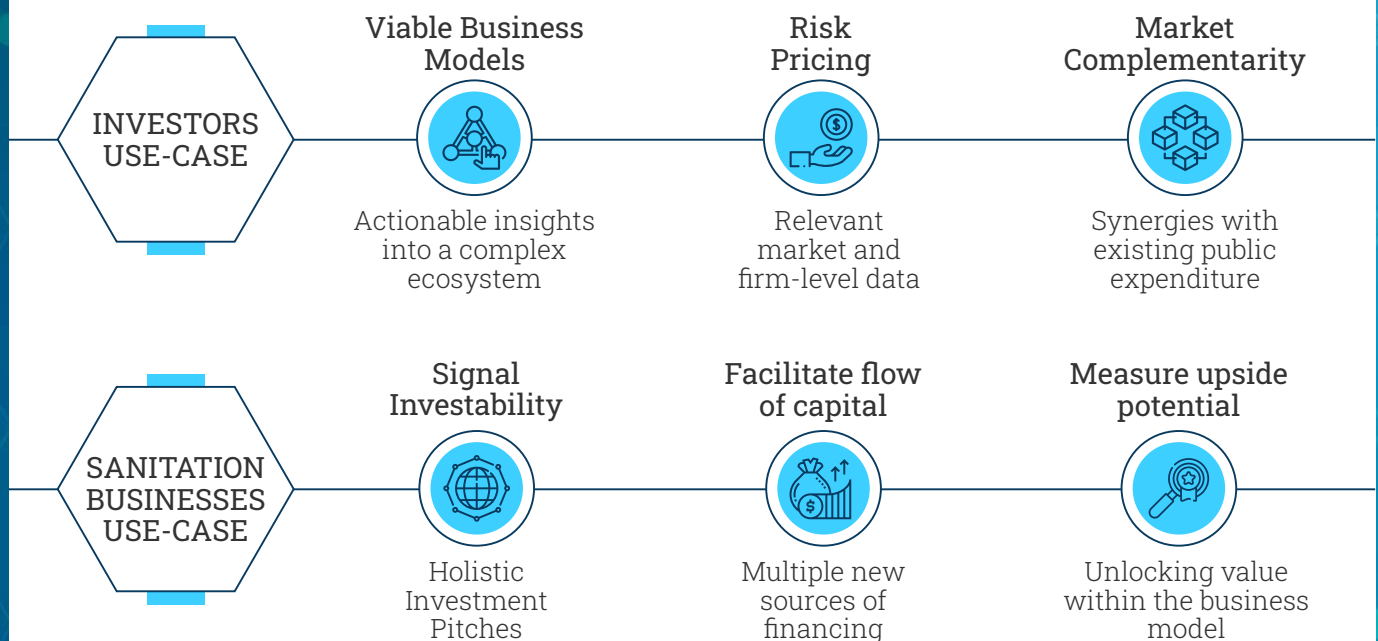 INVESTORS
USE-CASE
Viable Business
Models
Actionable insights
into a complex
ecosystem
Risk
Pricing
$
Relevant
market and
firm-level data
Market
Complementarity
Synergies with
existing public
expenditure
SANITATION
BUSINESSES
USE-CASE
Signal
Investability
Holistic
Investment
Pitches
Facilitate flow
of capital
$
Multiple new
sources of
financing
Measure upside
potential
Unlocking value
within the business
model